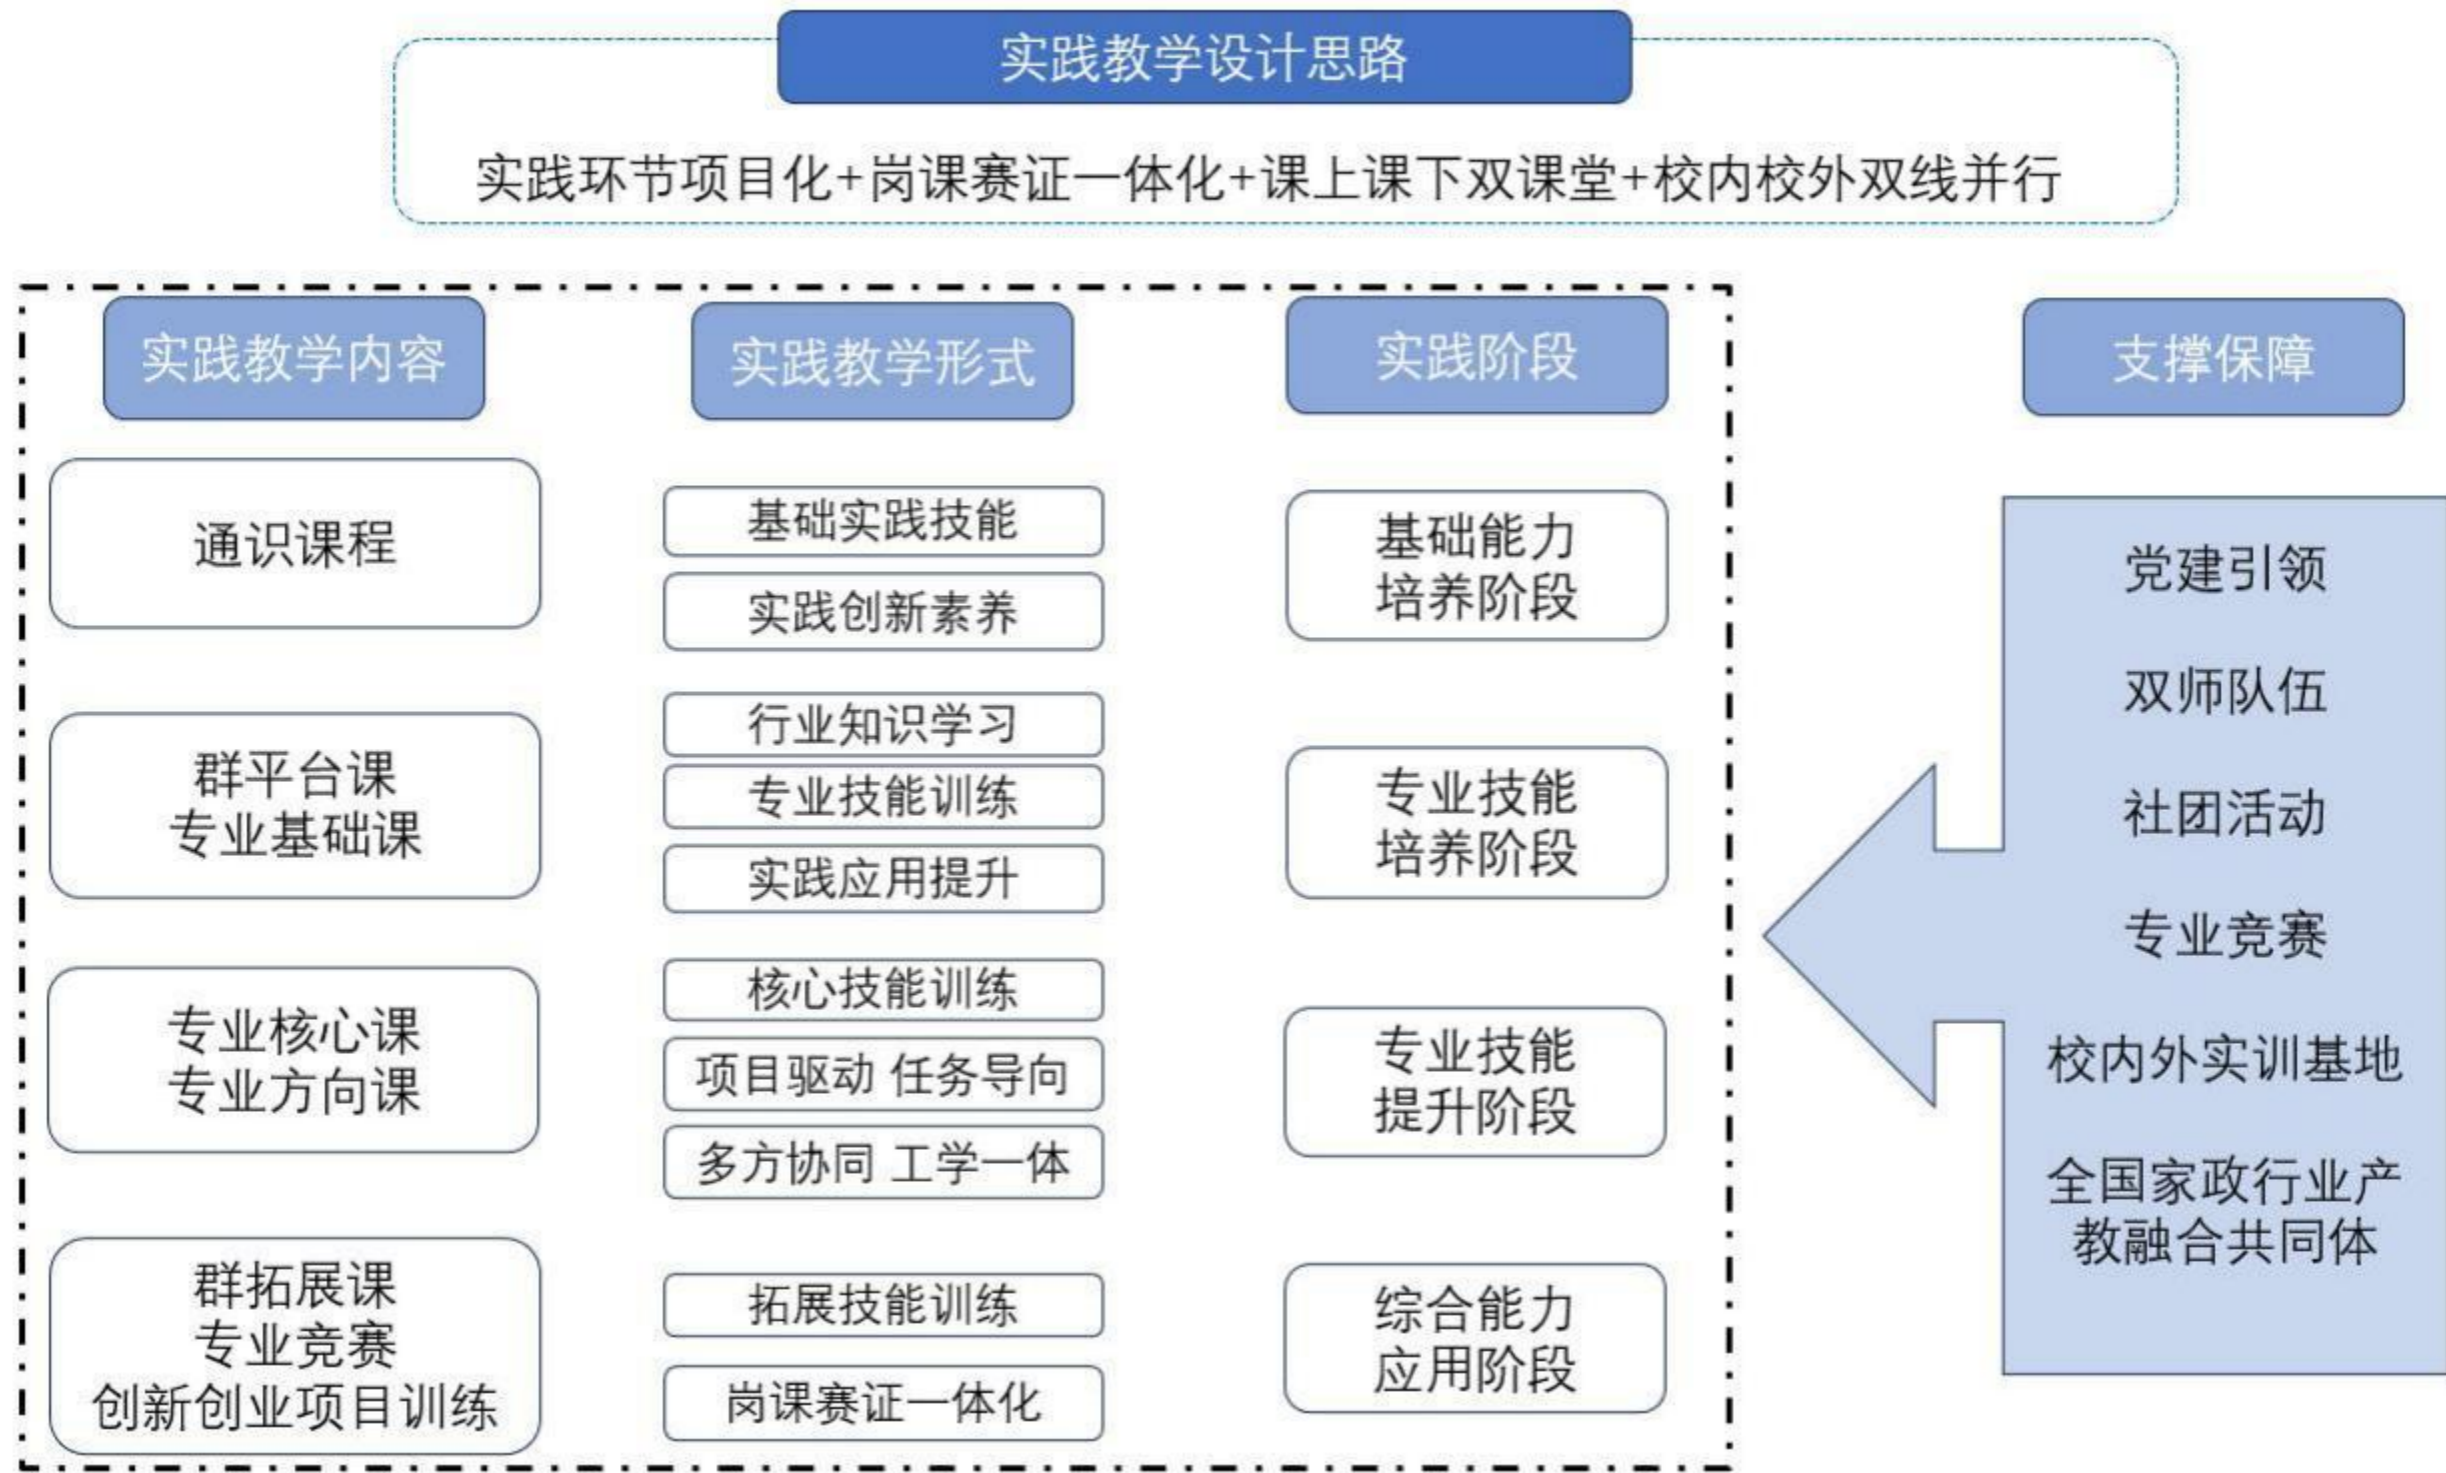 实践教学设计思路
实践环节项目化+岗课赛证一体化+课上课下双课堂+校内校外双线并行
实践教学内容
通识课程
群平台课
专业基础课
专业核心课
专业方向课
群拓展课
专业竞赛
创新创业项目训练
实践教学形式
基础实践技能
实践创新素养
行业知识学习
专业技能训练
实践应用提升
核心技能训练
项目驱动 任务导向
多方协同 工学一体
拓展技能训练
岗课赛证一体化
实践阶段
基础能力
培养阶段
专业技能
培养阶段
专业技能
提升阶段
综合能力
应用阶段
支撑保障
党建引领
双师队伍
社团活动
专业竞赛
校内外实训基地
全国家政行业产
教融合共同体